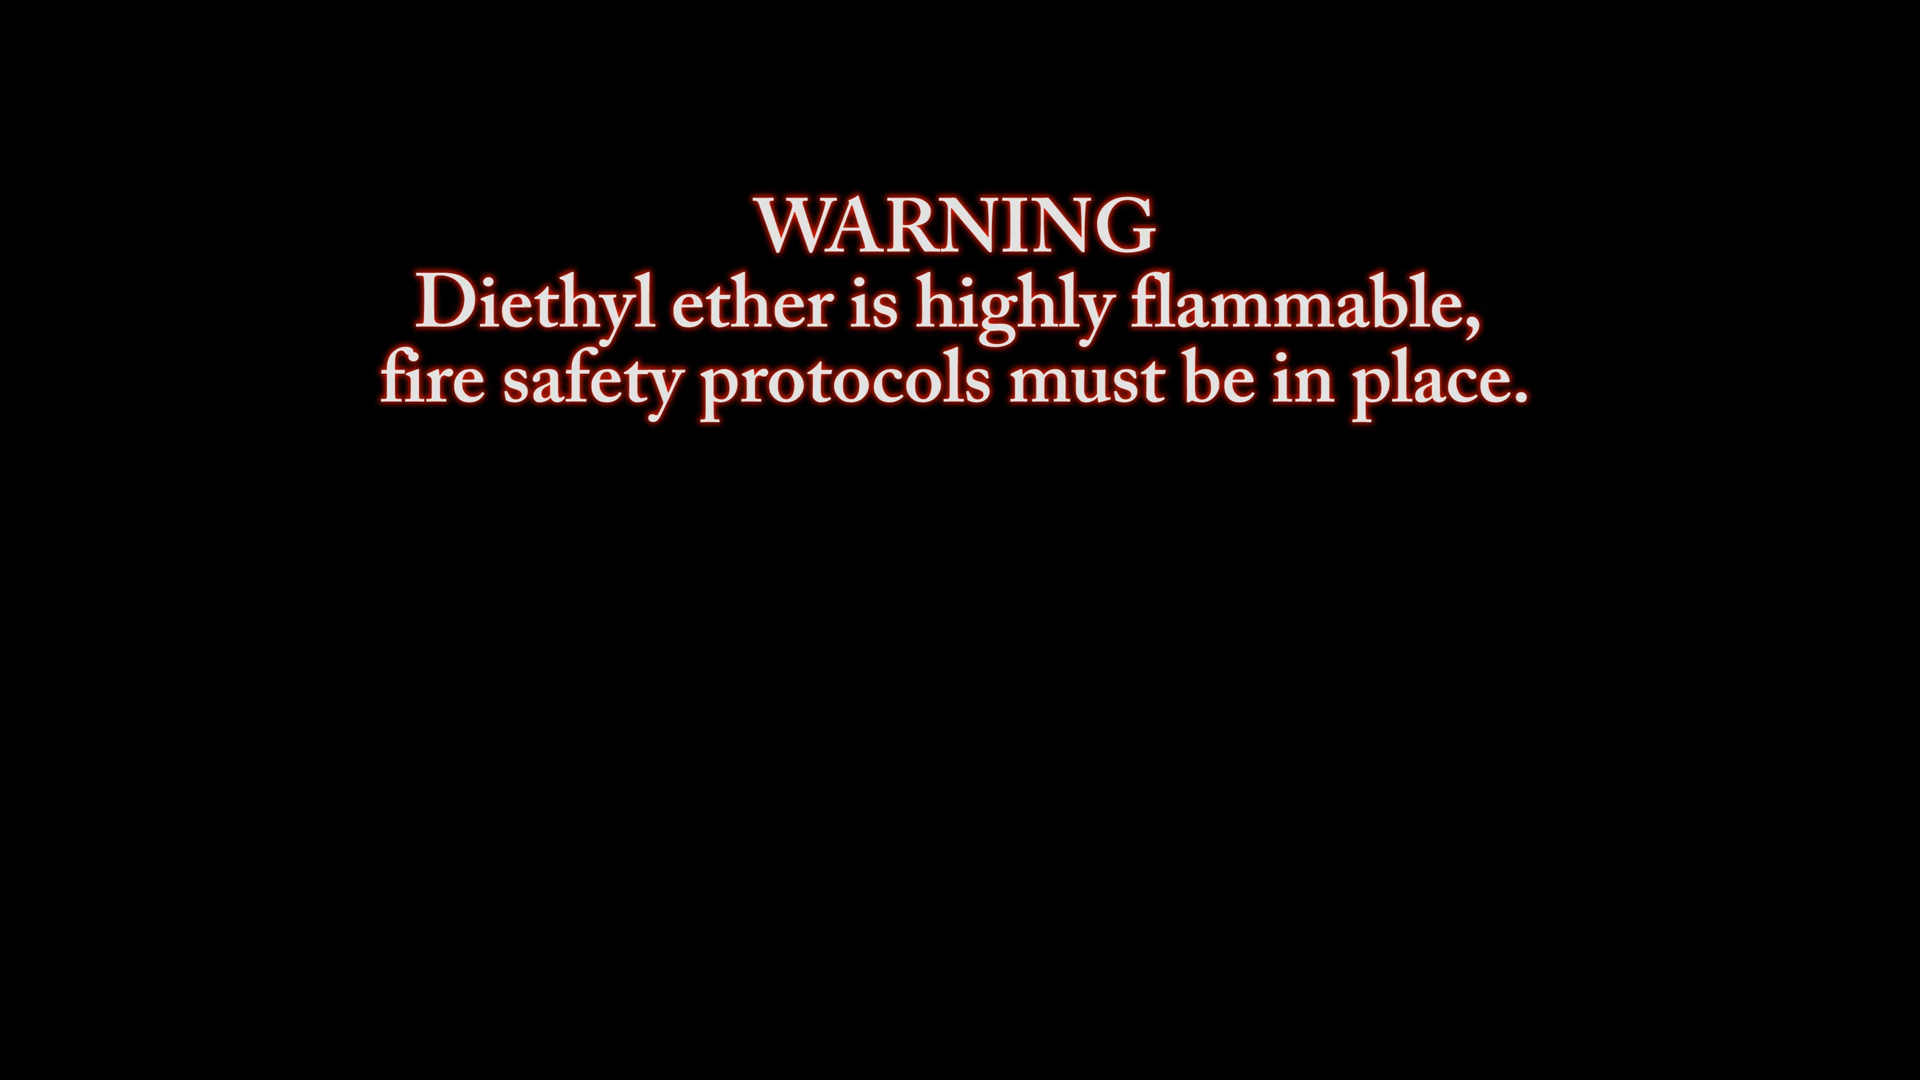 WARNING
Diethyl ether is highly flammable,
fire safety protocols must be in place.